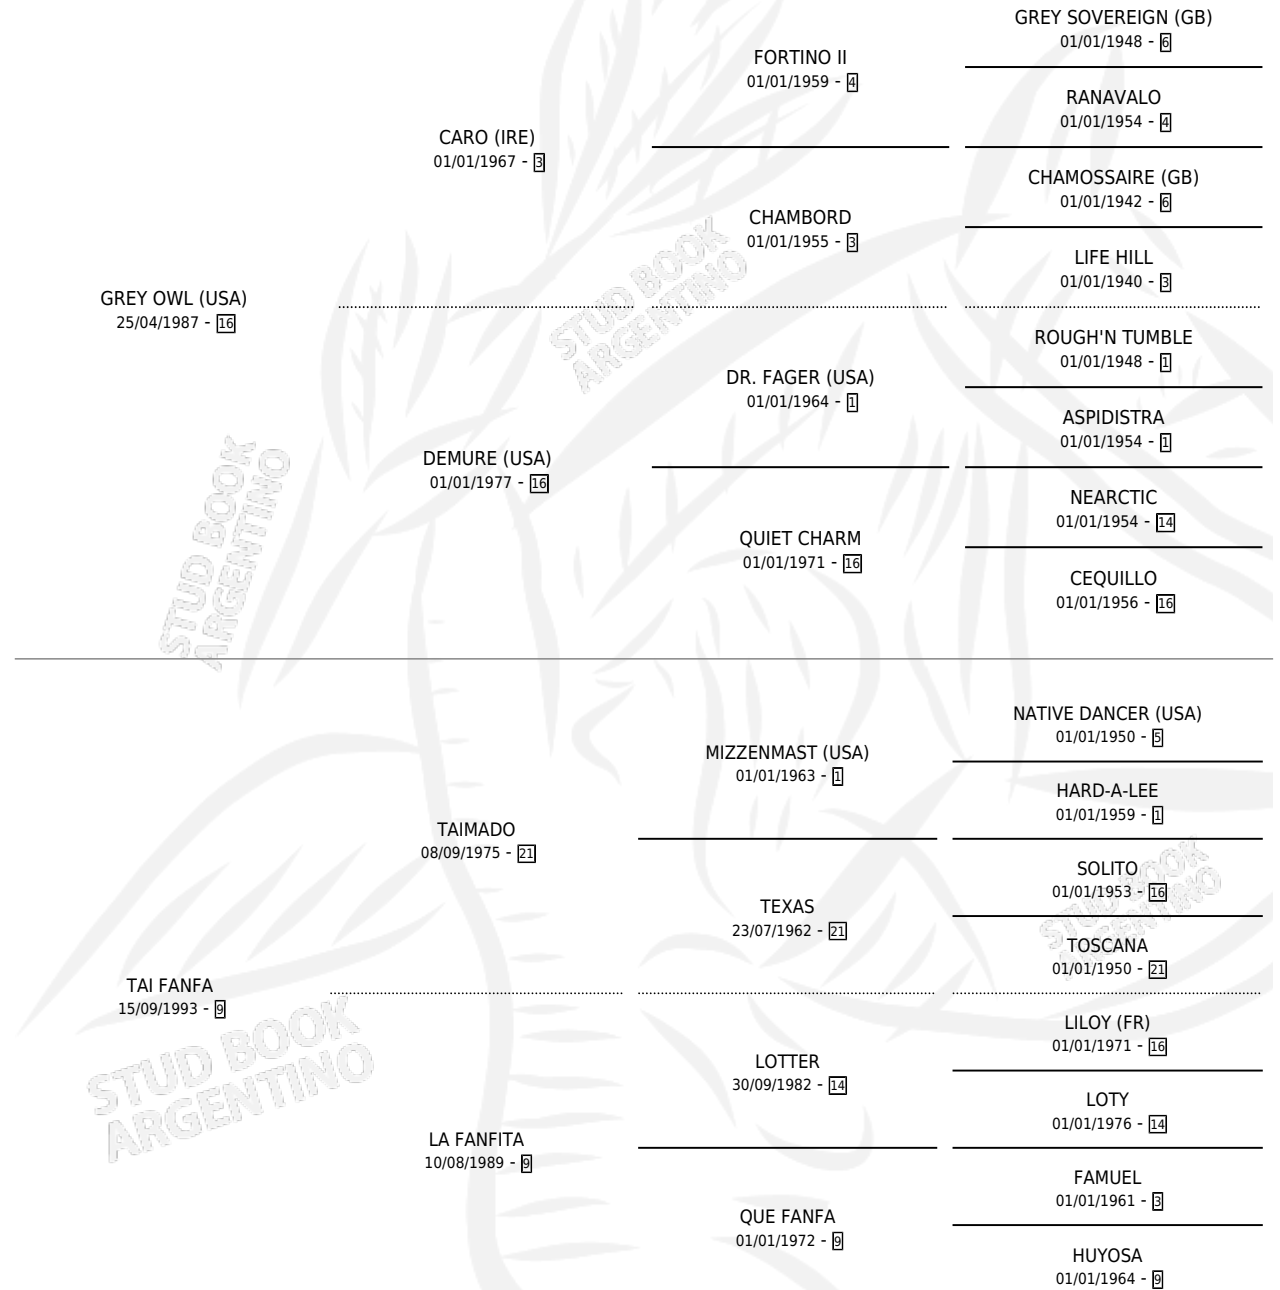 GREY SOVEREIGN (GB)
01/01/1948 - 6
FORTINO II
01/01/1959 - 4
RANAVALO
01/01/1954 - 4
CARO (IRE)
01/01/1967 - 3
CHAMOSSAIRE (GB)
01/01/1942 - 6
CHAMBORD
01/01/1955 - 3
LIFE HILL
01/01/1940 - 3
GREY OWL (USA)
25/04/1987 - 16
STUD BOOK
ARGENTINO
ROUGH'N TUMBLE
01/01/1948 - 1
DR. FAGER (USA)
01/01/1964 - 1
ASPIDISTRA
01/01/1954 - 1
DEMURE (USA)
01/01/1977 - 16
NEARCTIC
01/01/1954 - 14
QUIET CHARM
01/01/1971 - 16
CEQUILLO
01/01/1956 - 16
STUD BOOK
ARGENTINO
NATIVE DANCER (USA)
01/01/1950 - 5
MIZZENMAST (USA)
01/01/1963 - 1
HARD-A-LEE
01/01/1959 - 1
TAIMADO
08/09/1975 - 21
SOLITO
01/01/1953 - 16
TEXAS
23/07/1962 - 21
TOSCANA
01/01/1950 - 21
STUD BOOK
ARGENTINO
TAI FANFA
15/09/1993 - 9
LILOY (FR)
01/01/1971 - 16
LOTTER
30/09/1982 - 14
LOTY
01/01/1976 - 14
STUD BOOK
ARGENTINO
LA FANFITA
10/08/1989 - 9
FAMUEL
01/01/1961 - 3
QUE FANFA
01/01/1972 - 9
HUYOSA
01/01/1964 - 9